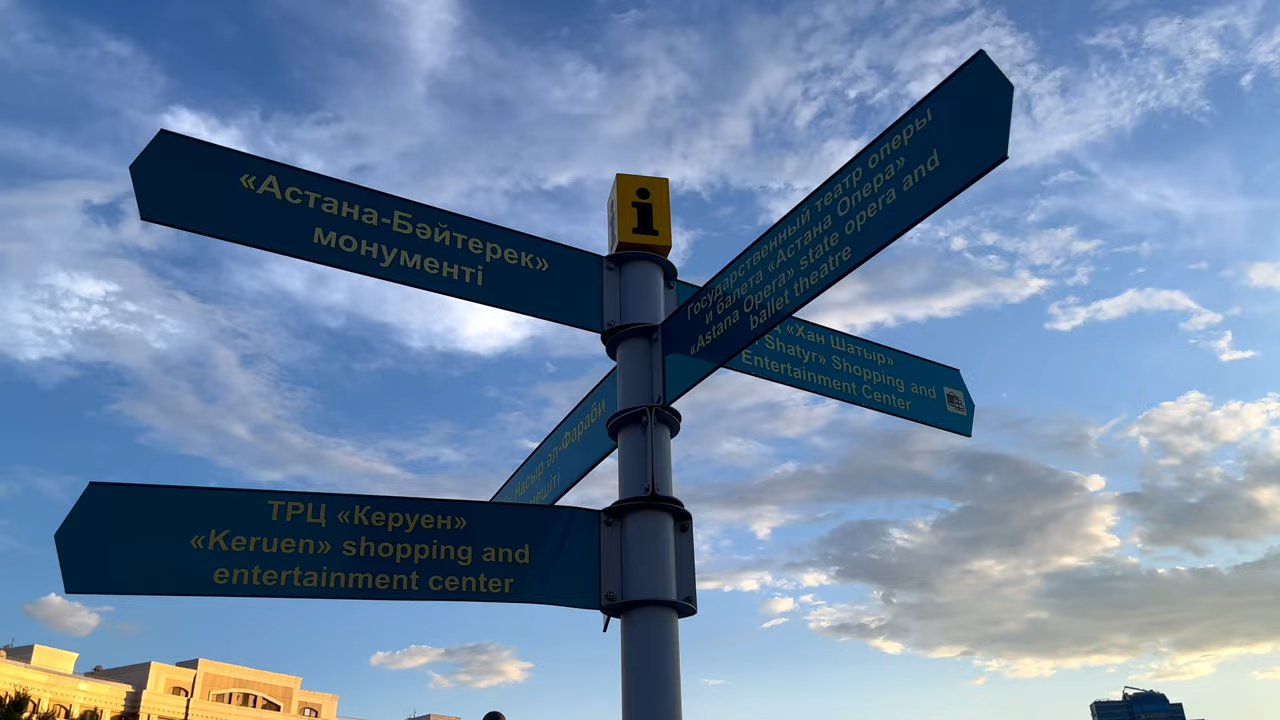 i
«Астана-Бәйтерек»
монументі
Государственный театр оперы
и балета «Астана Опера»
«Astana Opera» state opera and
ballet theatre
«Хан Шатыр»
Shatyr» Shopping and
Entertainment Center
Насыр әл-Фараби
ТРЦ «Керуен»
«Keruen» shopping and
entertainment center